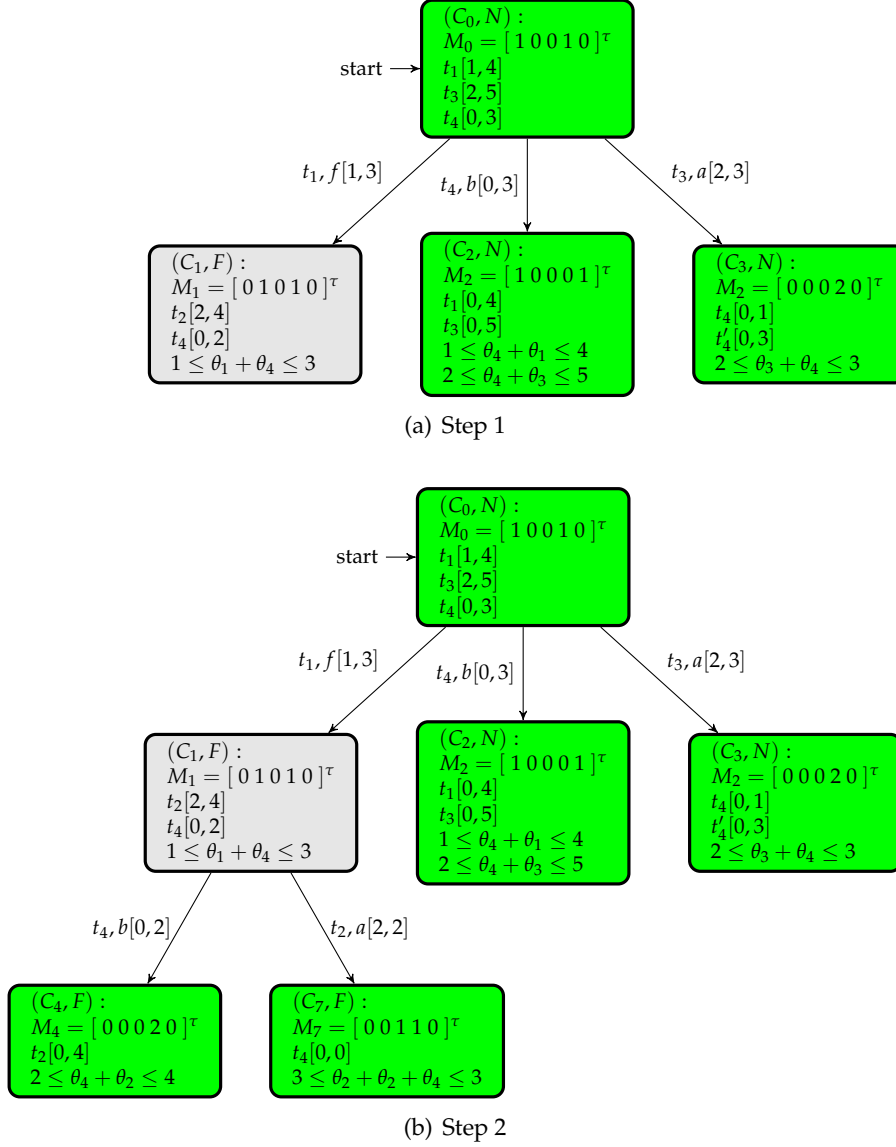 (C₀, N) :
M₀ = [ 1 0 0 1 0 ]^τ
start
t₁[1, 4]
t₃[2, 5]
t₄[0, 3]
t₁, f[1, 3]
t₄, b[0, 3]
t₃, a[2, 3]
(C₁, F) :
M₁ = [ 0 1 0 1 0 ]^τ
t₂[2, 4]
t₄[0, 2]
1 ≤ θ₁ + θ₄ ≤ 3
(C₂, N) :
M₂ = [ 1 0 0 0 1 ]^τ
t₁[0, 4]
t₃[0, 5]
1 ≤ θ₄ + θ₁ ≤ 4
2 ≤ θ₄ + θ₃ ≤ 5
(C₃, N) :
M₂ = [ 0 0 0 2 0 ]^τ
t₄[0, 1]
t′₄[0, 3]
2 ≤ θ₃ + θ₄ ≤ 3
(a) Step 1
(C₀, N) :
M₀ = [ 1 0 0 1 0 ]^τ
start
t₁[1, 4]
t₃[2, 5]
t₄[0, 3]
t₁, f[1, 3]
t₄, b[0, 3]
t₃, a[2, 3]
(C₁, F) :
M₁ = [ 0 1 0 1 0 ]^τ
t₂[2, 4]
t₄[0, 2]
1 ≤ θ₁ + θ₄ ≤ 3
(C₂, N) :
M₂ = [ 1 0 0 0 1 ]^τ
t₁[0, 4]
t₃[0, 5]
1 ≤ θ₄ + θ₁ ≤ 4
2 ≤ θ₄ + θ₃ ≤ 5
(C₃, N) :
M₂ = [ 0 0 0 2 0 ]^τ
t₄[0, 1]
t′₄[0, 3]
2 ≤ θ₃ + θ₄ ≤ 3
t₄, b[0, 2]
t₂, a[2, 2]
(C₄, F) :
M₄ = [ 0 0 0 2 0 ]^τ
t₂[0, 4]
2 ≤ θ₄ + θ₂ ≤ 4
(C₇, F) :
M₇ = [ 0 0 1 1 0 ]^τ
t₄[0, 0]
3 ≤ θ₂ + θ₂ + θ₄ ≤ 3
(b) Step 2